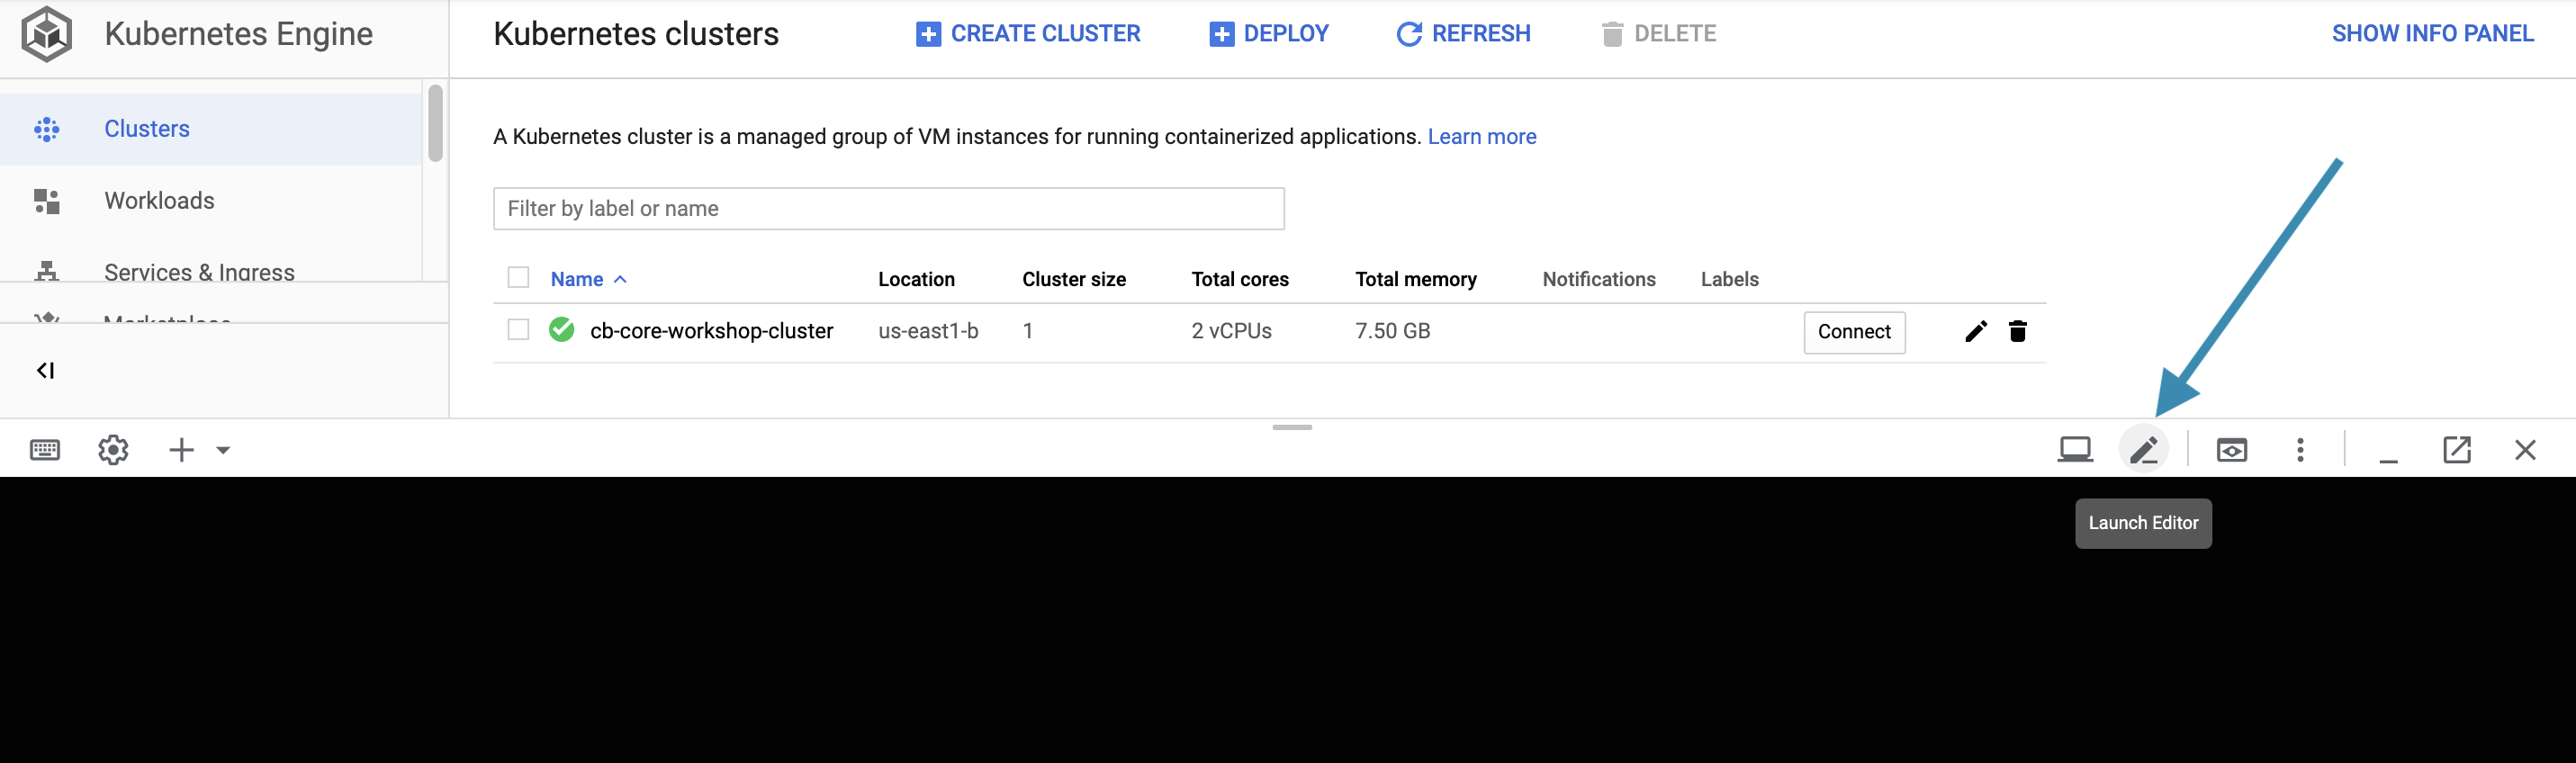 Kubernetes Engine
Kubernetes clusters
CREATE CLUSTER
DEPLOY
REFRESH
DELETE
SHOW INFO PANEL
Clusters
Workloads
Services & Ingress
Marketplace
A Kubernetes cluster is a managed group of VM instances for running containerized applications. Learn more
Filter by label or name
Name Location Cluster size Total cores Total memory Notifications Labels
cb-core-workshop-cluster us-east1-b 1 2 vCPUs 7.50 GB Connect
Launch Editor